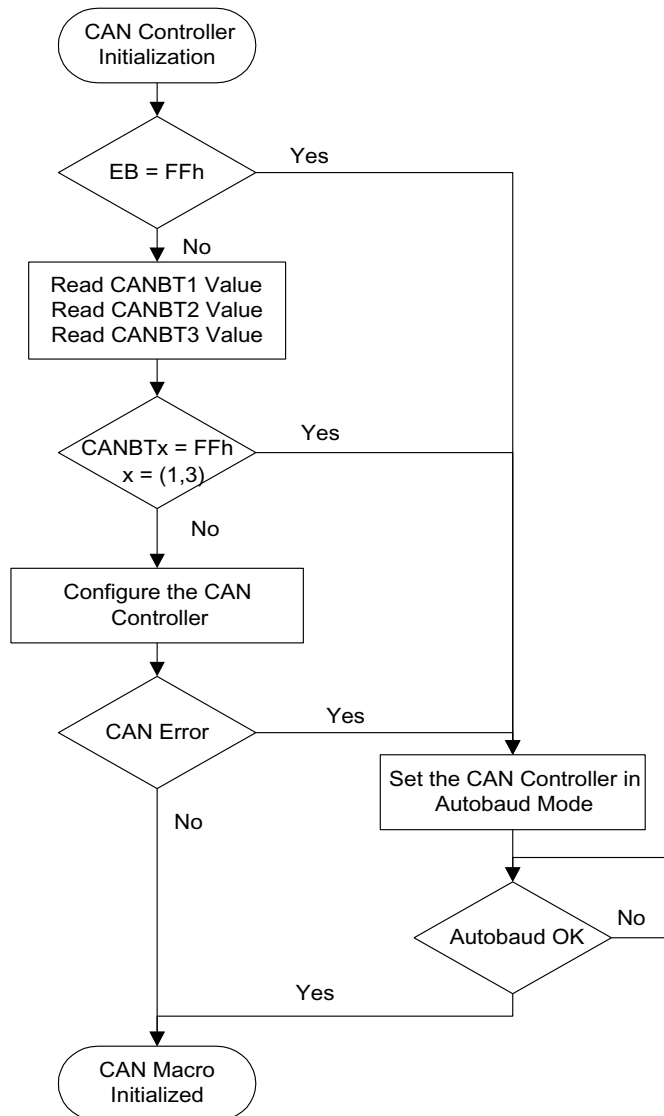 CAN Controller
Initialization
EB = FFh
Yes
No
Read CANBT1 Value
Read CANBT2 Value
Read CANBT3 Value
CANBTx = FFh
x = (1,3)
Yes
No
Configure the CAN
Controller
CAN Error
Yes
No
Set the CAN Controller in
Autobaud Mode
Autobaud OK
No
Yes
CAN Macro
Initialized